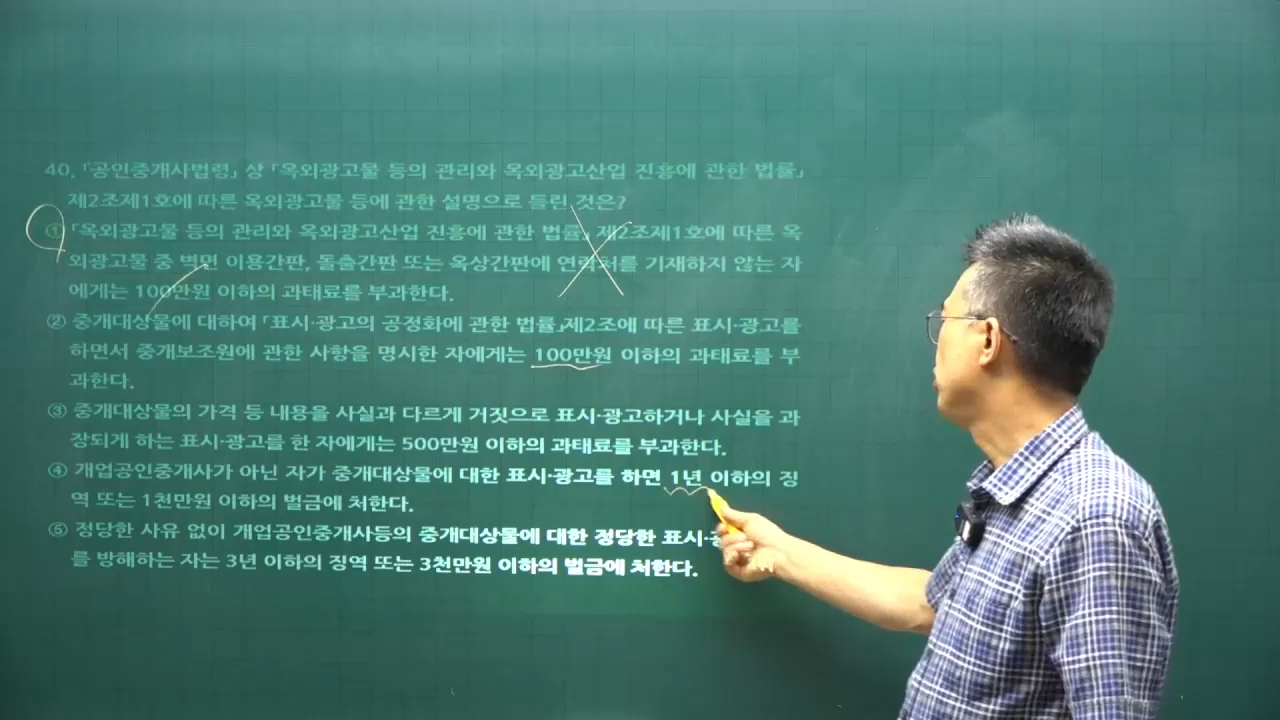 40. 「공인중개사법령」 상 「옥외광고물 등의 관리와 옥외광고산업 진흥에 관한 법률」
제2조제1호에 따른 옥외광고물 등에 관한 설명으로 틀린 것은?
① 「옥외광고물 등의 관리와 옥외광고산업 진흥에 관한 법률」 제2조제1호에 따른 옥
외광고물 중 벽면 이용간판, 돌출간판 또는 옥상간판에 연락처를 기재하지 않는 자
에게는 100만원 이하의 과태료를 부과한다.
② 중개대상물에 대하여 「표시·광고의 공정화에 관한 법률」제2조에 따른 표시·광고를
하면서 중개보조원에 관한 사항을 명시한 자에게는 100만원 이하의 과태료를 부
과한다.
③ 중개대상물의 가격 등 내용을 사실과 다르게 거짓으로 표시·광고하거나 사실을 과
장되게 하는 표시·광고를 한 자에게는 500만원 이하의 과태료를 부과한다.
④ 개업공인중개사가 아닌 자가 중개대상물에 대한 표시·광고를 하면 1년 이하의 징
역 또는 1천만원 이하의 벌금에 처한다.
⑤ 정당한 사유 없이 개업공인중개사등의 중개대상물에 대한 정당한 표시·
를 방해하는 자는 3년 이하의 징역 또는 3천만원 이하의 벌금에 처한다.